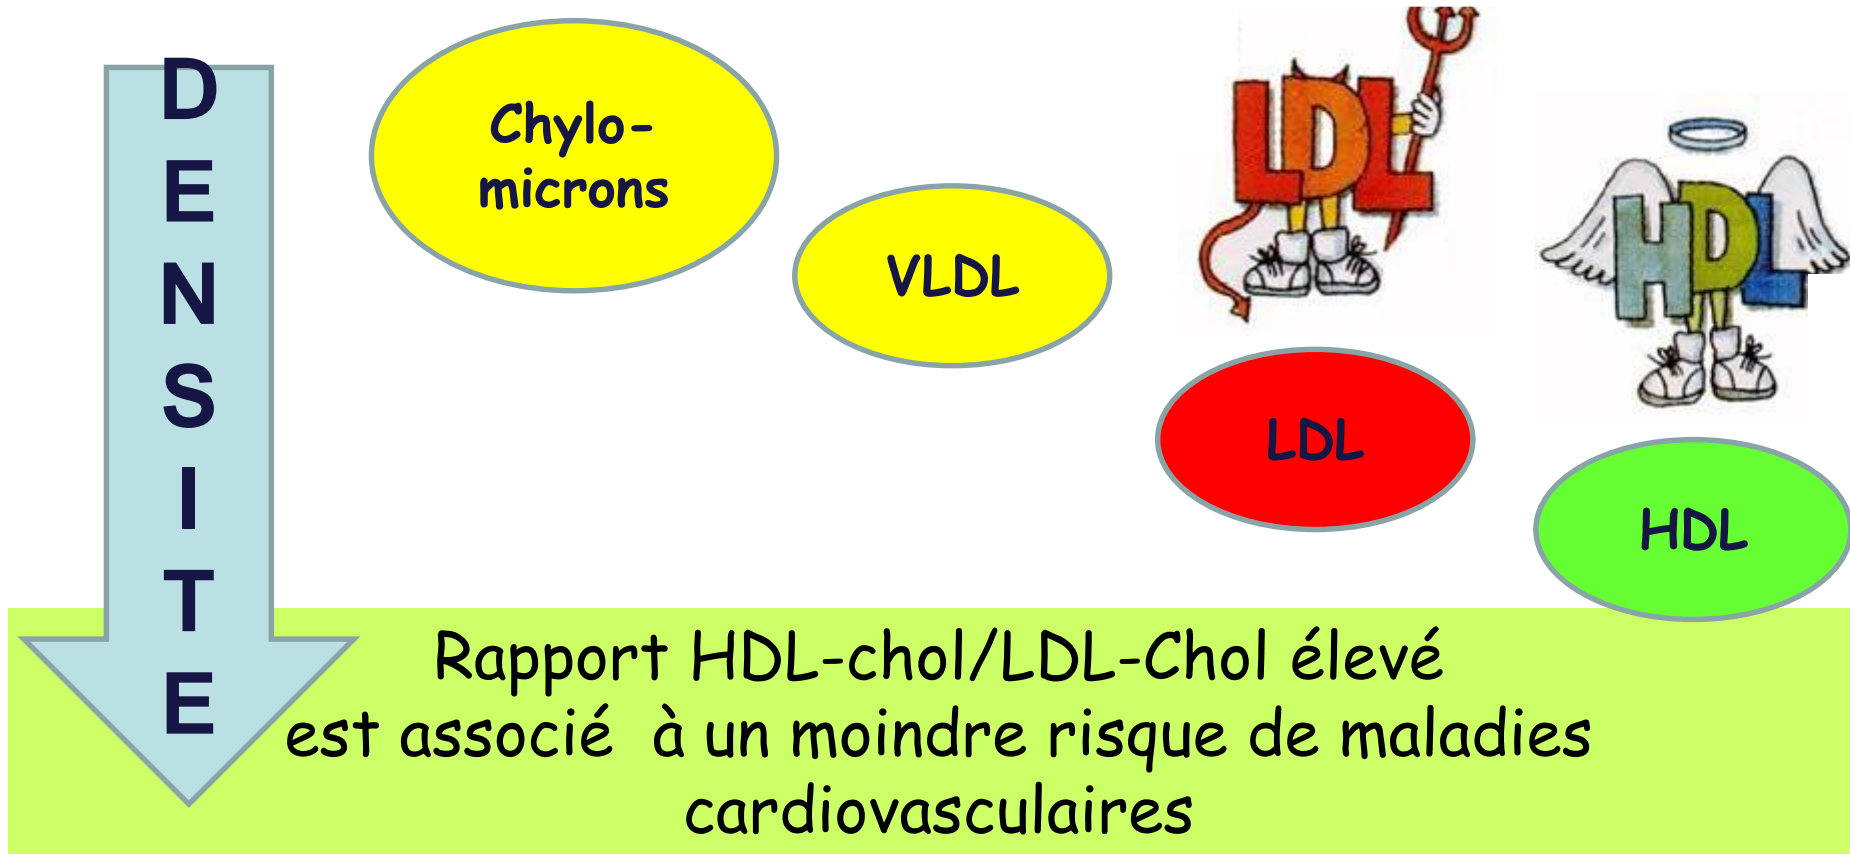 DENSITE
Chylo-
microns
VLDL
LDL
HDL
LDL
HDL
Rapport HDL-chol/LDL-Chol élevé
est associé à un moindre risque de maladies
cardiovasculaires